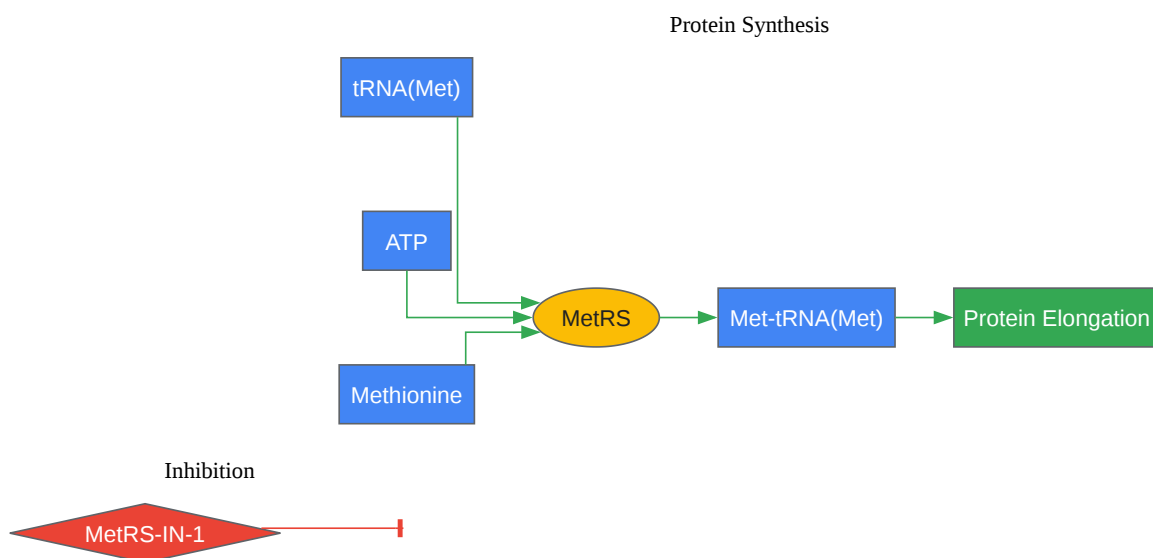 Protein Synthesis
tRNA(Met)
ATP
MetRS
Met-tRNA(Met)
Protein Elongation
Methionine
Inhibition
MetRS-IN-1